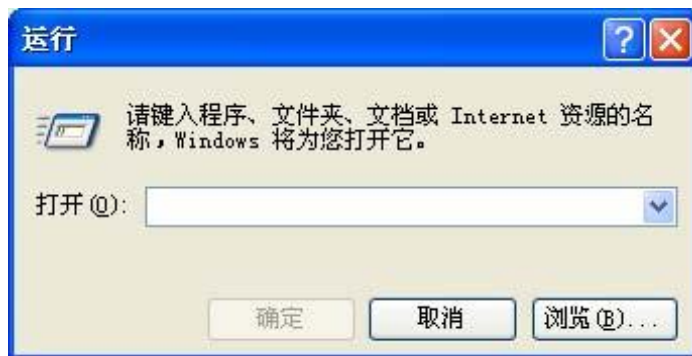 运行
请键入程序、文件夹、文档或 Internet 资源的名
称，Windows 将为您打开它。
打开(O):
确定
取消
浏览(B)...